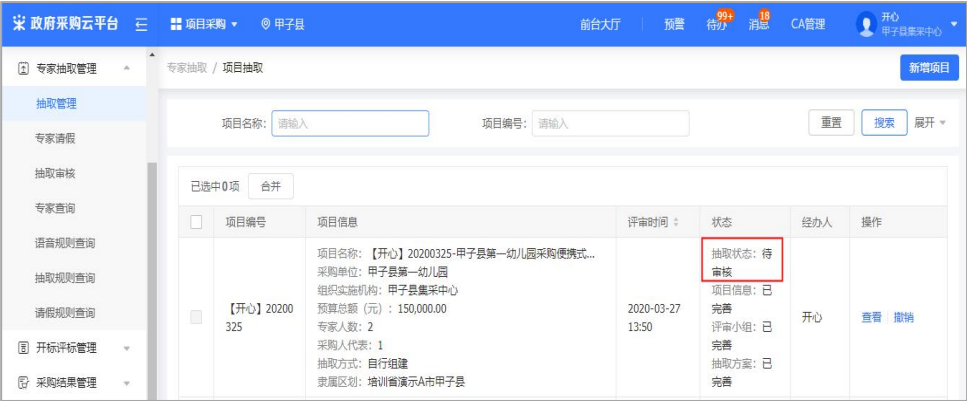 政府采购云平台 项目采购 甲子县 前台大厅 预警 待办 99+ 消息 18 CA管理 开心
甲子县集采中心
专家抽取管理
抽管理
专家请假
抽取审核
专家查询
语音规则查询
抽取规则查询
请假规则查询
开标评标管理
采购结果管理
专家抽取 / 项目抽取 新增项目
项目名称: 请输入 项目编号: 请输入 重置 搜索 展开
已选中0项 合并
项目编号 项目信息 评审时间 状态 经办人 操作
【开心】20200
325
项目名称: 【开心】20200325-甲子县第一幼儿园采购便携式...
采购单位: 甲子县第一幼儿园
组织实施机构: 甲子县集采中心
预算总额（元）: 150,000.00
专家人数: 2
采购人代表: 1
抽取方式: 自行组建
隶属区划: 培训省演示A市甲子县
2020-03-27
13:50
抽取状态: 待
审核
项目信息: 已
完善
评审小组: 已
完善
抽取方案: 已
完善
开心
查看 撤销